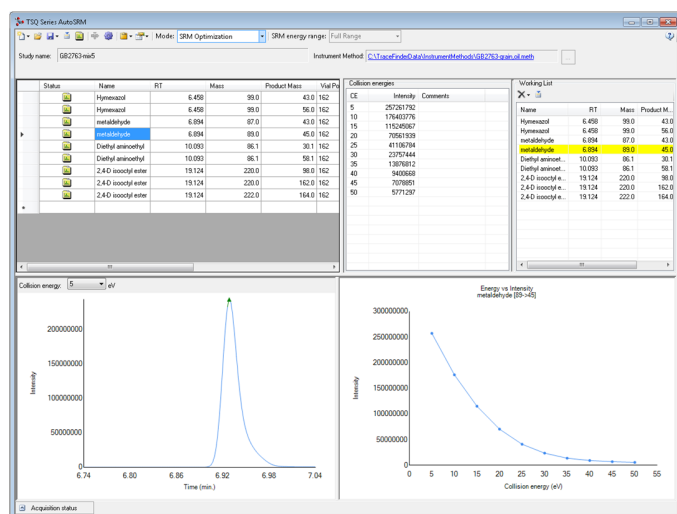 TSQ Series AutoSRM
Mode: SRM Optimization SRM energy range: Full Range
Study name: GB2763-mix5 Instrument Method: C:\TraceFinderData\InstrumentMethods\GB2763-grain,oil.meth ...
Status Name RT Mass Product Mass Vial Po
Hymexazol 6.458 99.0 43.0 162
Hymexazol 6.458 99.0 56.0 162
metaldehyde 6.894 87.0 43.0 162
metaldehyde 6.894 89.0 45.0 162
Diethyl aminoethyl 10.093 86.1 30.1 162
Diethyl aminoethyl 10.093 86.1 58.1 162
2,4-D isooctyl ester 19.124 220.0 98.0 162
2,4-D isooctyl ester 19.124 220.0 162.0 162
2,4-D isooctyl ester 19.124 222.0 164.0 162
Collision energies
CE Intensity Comments
5 257261792
10 176403776
15 115245067
20 70561939
25 41106784
30 23757444
35 13876812
40 9400668
45 7078851
50 5771297
Working List
Name RT Mass Product M...
Hymexazol 6.458 99.0 43.0
Hymexazol 6.458 99.0 56.0
metaldehyde 6.894 87.0 43.0
metaldehyde 6.894 89.0 45.0
Diethyl aminoet... 10.093 86.1 30.1
Diethyl aminoet... 10.093 86.1 58.1
2,4-D isooctyl e... 19.124 220.0 98.0
2,4-D isooctyl e... 19.124 220.0 162.0
2,4-D isooctyl e... 19.124 222.0 164.0
Collision energy: 5 eV
200000000
150000000
100000000
50000000
0
Intensity
6.74 6.80 6.86 6.92 6.98 7.04
Time (min.)
Energy vs Intensity
metaldehyde [89->45]
300000000
250000000
200000000
150000000
100000000
50000000
0
Intensity
0 5 10 15 20 25 30 35 40 45 50 55
Collision energy (eV)
Acquisition status